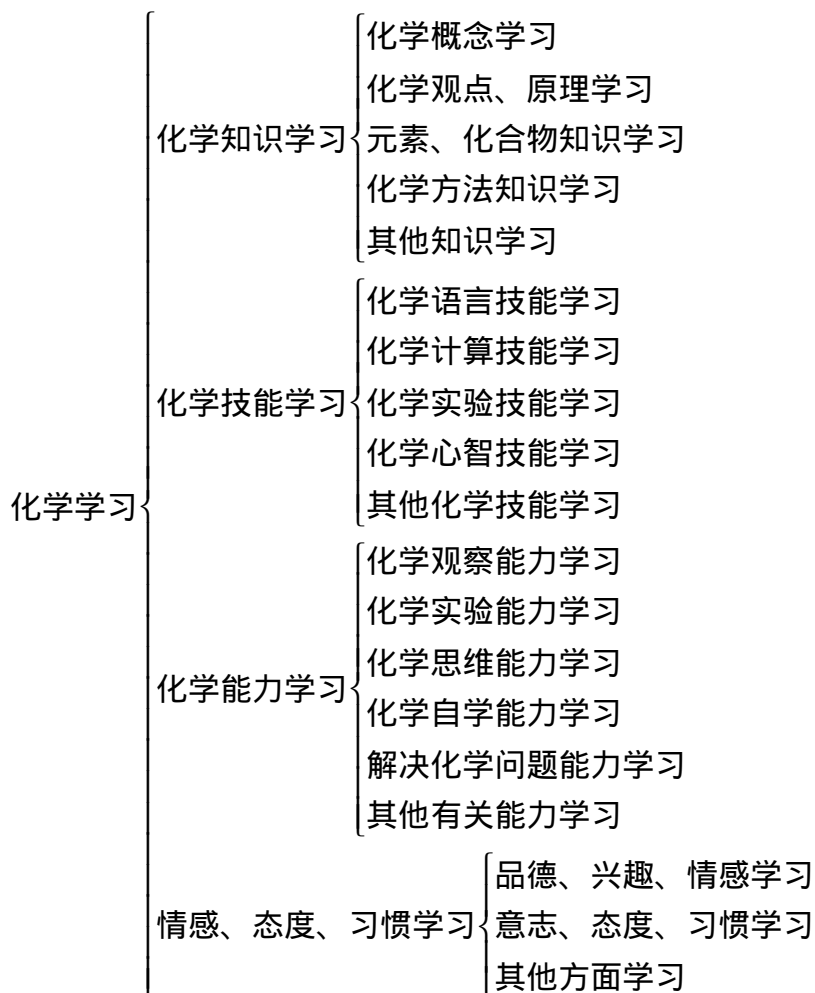 化学学习
化学知识学习
化学概念学习
化学观点、原理学习
元素、化合物知识学习
化学方法知识学习
其他知识学习
化学技能学习
化学语言技能学习
化学计算技能学习
化学实验技能学习
化学心智技能学习
其他化学技能学习
化学能力学习
化学观察能力学习
化学实验能力学习
化学思维能力学习
化学自学能力学习
解决化学问题能力学习
其他有关能力学习
情感、态度、习惯学习
品德、兴趣、情感学习
意志、态度、习惯学习
其他方面学习